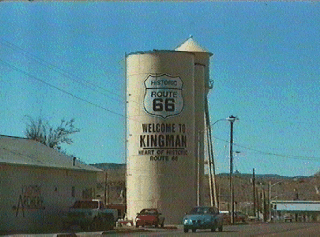 HISTORIC
ROUTE
66
WELCOME TO
KINGMAN
HEART OF HISTORIC
ROUTE 66